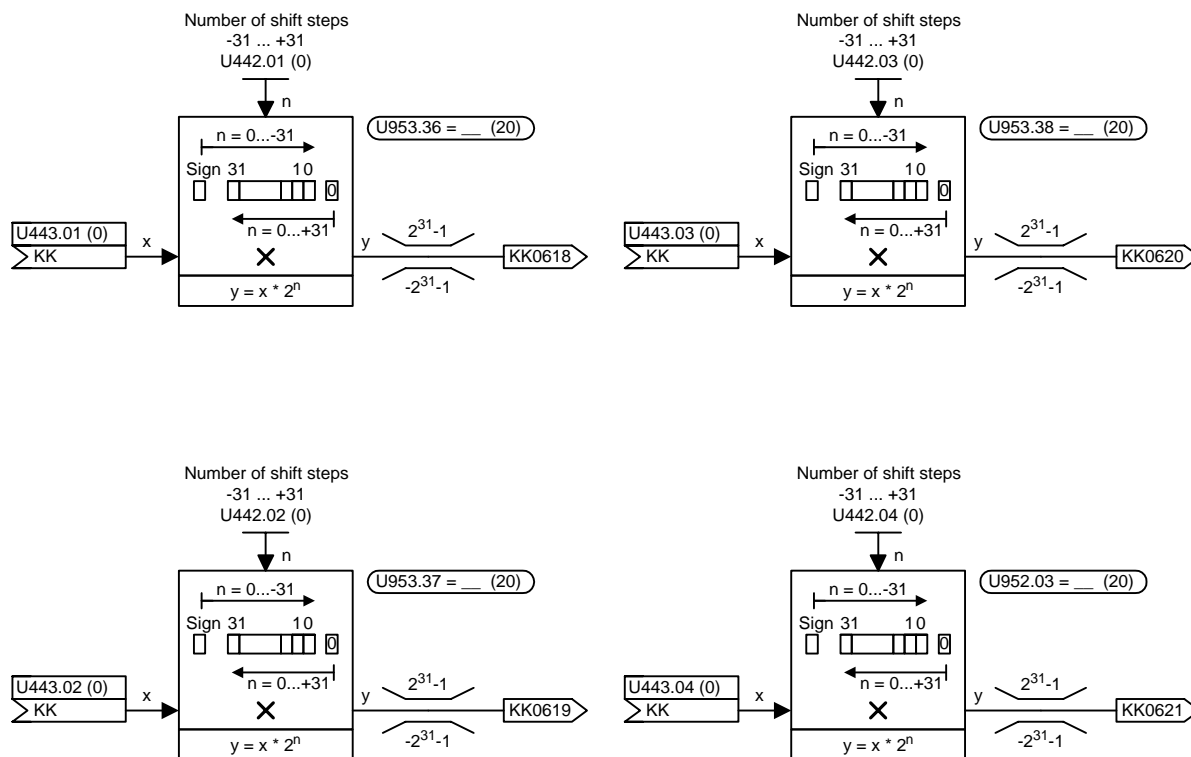 Number of shift steps
-31 ... +31
U442.01 (0)
n
U953.36 = __ (20)
n = 0...-31
Sign 31 1 0
0
n = 0...+31
U443.01 (0)
KK
x
y
2^31-1
-2^31-1
KK0618
y = x * 2^n
Number of shift steps
-31 ... +31
U442.03 (0)
n
U953.38 = __ (20)
n = 0...-31
Sign 31 1 0
0
n = 0...+31
U443.03 (0)
KK
x
y
2^31-1
-2^31-1
KK0620
y = x * 2^n
Number of shift steps
-31 ... +31
U442.02 (0)
n
U953.37 = __ (20)
n = 0...-31
Sign 31 1 0
0
n = 0...+31
U443.02 (0)
KK
x
y
2^31-1
-2^31-1
KK0619
y = x * 2^n
Number of shift steps
-31 ... +31
U442.04 (0)
n
U952.03 = __ (20)
n = 0...-31
Sign 31 1 0
0
n = 0...+31
U443.04 (0)
KK
x
y
2^31-1
-2^31-1
KK0621
y = x * 2^n